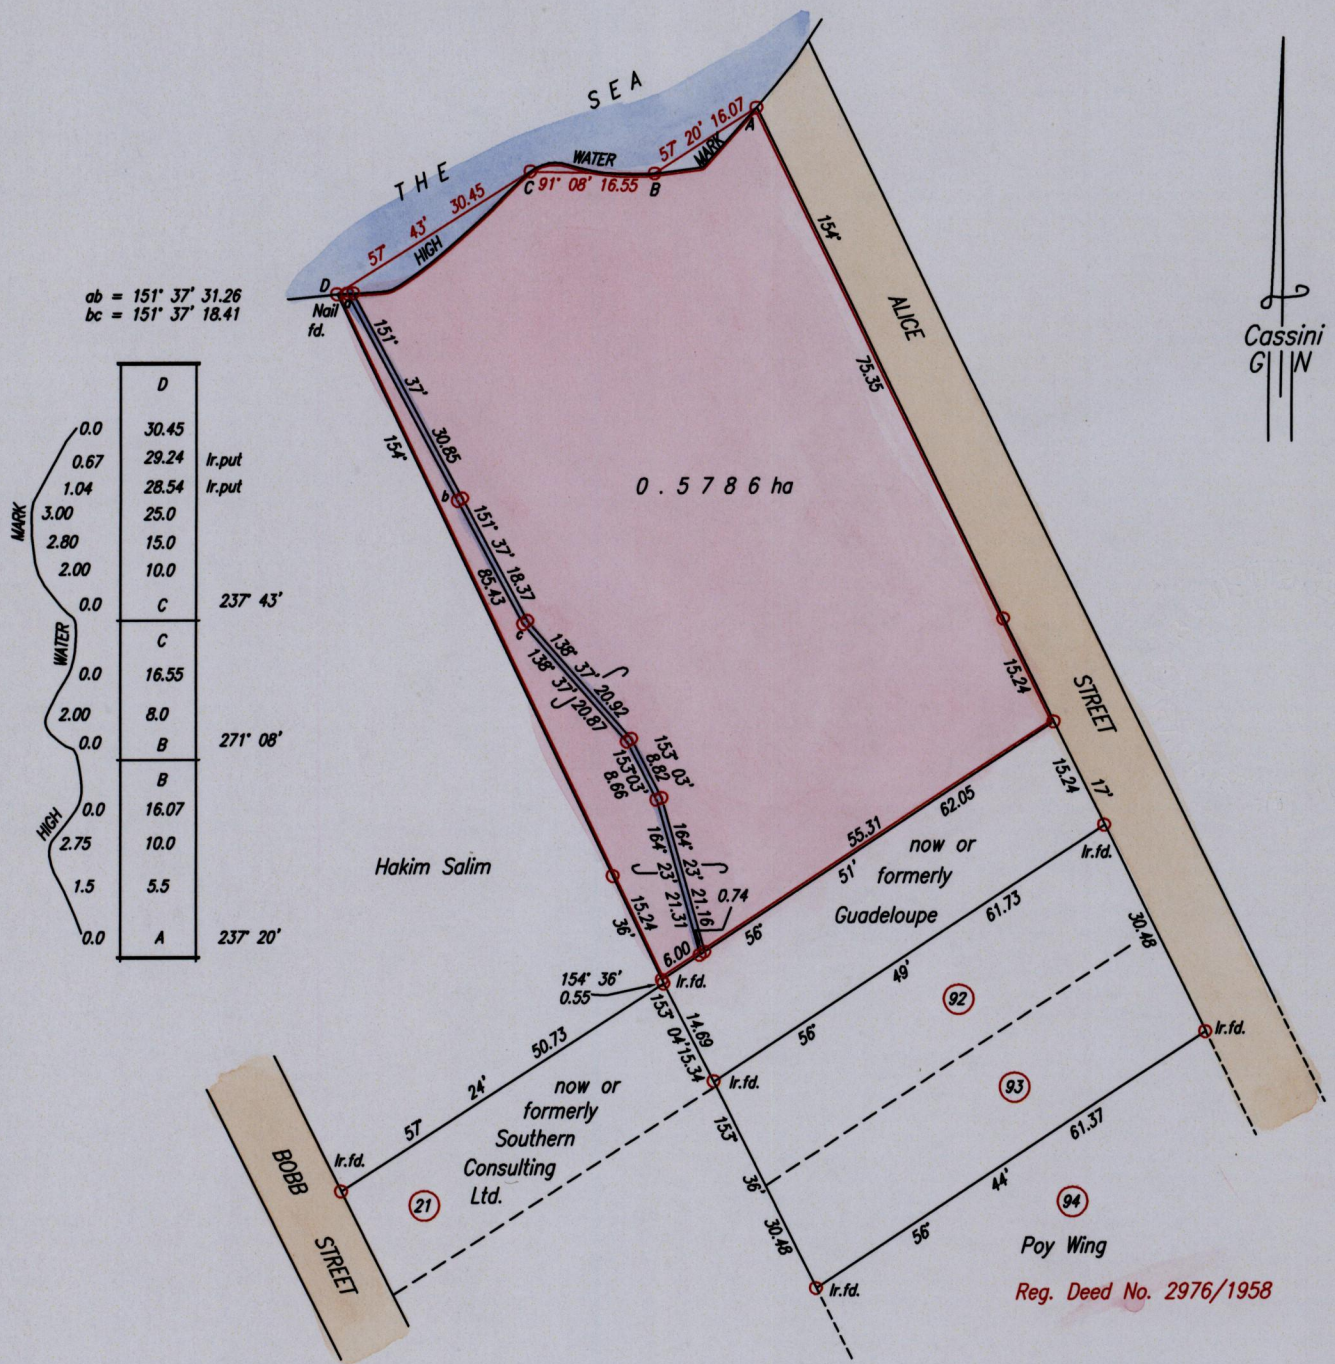 THE SEA
57° 20' 16.07
A
WATER
MARK
C 91° 08' 16.55 B
57° 43' 30.45
HIGH
D
Nail
fd.
Cassini
G N
ab = 151° 37' 31.26
bc = 151° 37' 18.41
D
0.0 30.45
0.67 29.24 Ir.put
1.04 28.54 Ir.put
3.00 25.0
2.80 15.0
2.00 10.0
0.0 C 237° 43'
C
0.0 16.55
2.00 8.0
0.0 B 271° 08'
B
0.0 16.07
2.75 10.0
1.5 5.5
0.0 A 237° 20'
MARK
WATER
HIGH
154°
75.35
ALICE
STREET
151°
37'
30.85
b
154°
85.43
151° 37' 18.37
c
0.5786 ha
138° 37' 20.92
138° 37' 20.87
153° 03'
8.82
153° 03'
8.66
164° 23' 21.16
164° 23' 21.31
0.74
15.24
15.24 17'
62.05
55.31
51'
56°
Ir.fd.
now or
formerly
Guadeloupe
Hakim Salim
15.24
36'
6.00
Ir.fd.
154° 36'
0.55
61.73
49'
56°
30.48
92
93
Ir.fd.
153° 04' 15.34
14.69
Ir.fd.
50.73
24'
57°
now or
formerly
Southern
Consulting
Ltd.
Ir.fd.
21
BOBB
STREET
153°
36'
30.48
61.37
44'
56°
94
Ir.fd.
Poy Wing
Reg. Deed No. 2976/1958